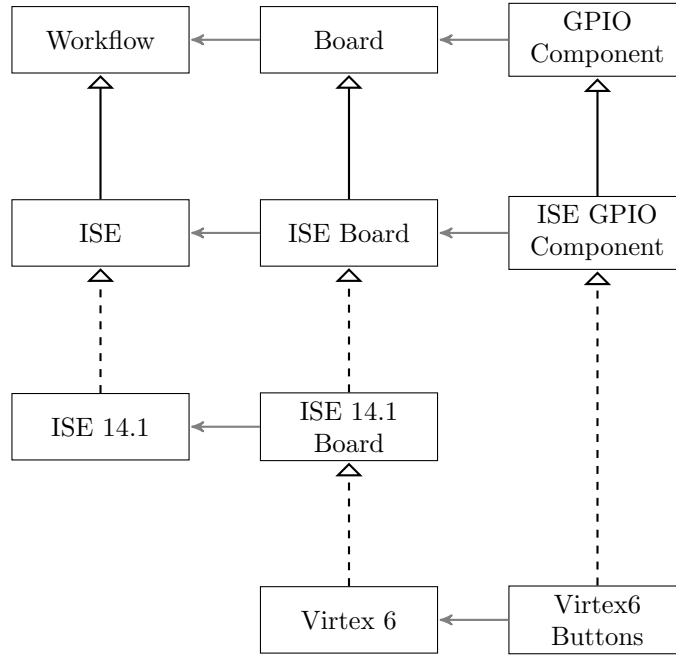 Workflow
Board
GPIO
Component
ISE
ISE Board
ISE GPIO
Component
ISE 14.1
ISE 14.1
Board
Virtex 6
Virtex6
Buttons